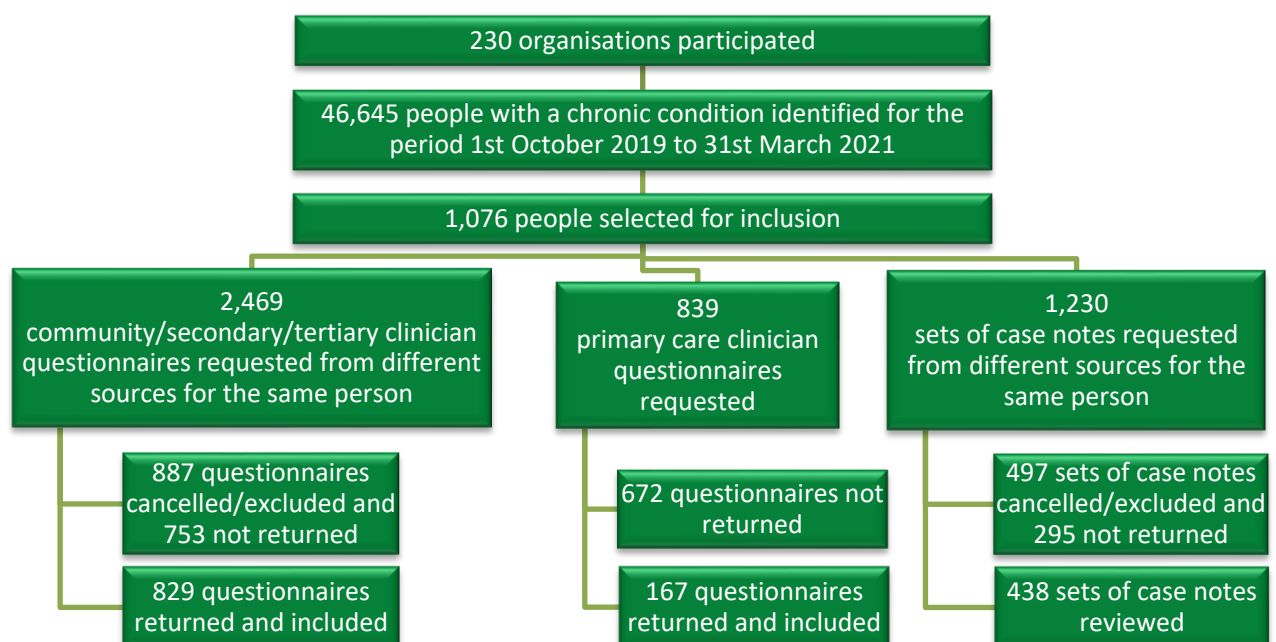 230 organisations participated
46,645 people with a chronic condition identified for the
period 1st October 2019 to 31st March 2021
1,076 people selected for inclusion
2,469
community/secondary/tertiary clinician
questionnaires requested from different
sources for the same person
887 questionnaires
cancelled/excluded and
753 not returned
829 questionnaires
returned and included
839
primary care clinician
questionnaires
requested
672 questionnaires not
returned
167 questionnaires
returned and included
1,230
sets of case notes requested
from different sources for the
same person
497 sets of case notes
cancelled/excluded and
295 not returned
438 sets of case notes
reviewed